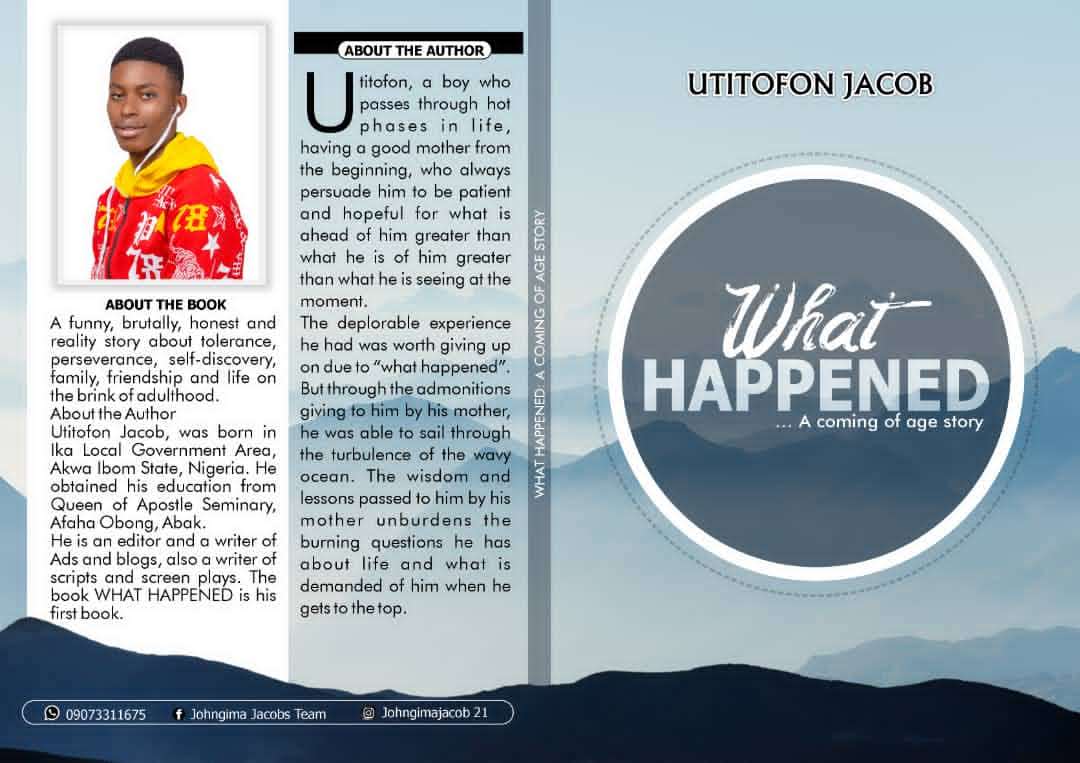 ABOUT THE BOOK
A funny, brutally, honest and
reality story about tolerance,
perseverance, self-discovery,
family, friendship and life on
the brink of adulthood.
About the Author
Utitofon Jacob, was born in
Ika Local Government Area,
Akwa Ibom State, Nigeria. He
obtained his education from
Queen of Apostle Seminary,
Afaha Obong, Abak.
He is an editor and a writer of
Ads and blogs, also a writer of
scripts and screen plays. The
book WHAT HAPPENED is his
first book.
ABOUT THE AUTHOR
Utitofon, a boy who
passes through hot
phases in life,
having a good mother from
the beginning, who always
persuade him to be patient
and hopeful for what is
ahead of him greater than
what he is of him greater
than what he is seeing at the
moment.
The deplorable experience
he had was worth giving up
on due to “what happened”.
But through the admonitions
giving to him by his mother,
he was able to sail through
the turbulence of the wavy
ocean. The wisdom and
lessons passed to him by his
mother unburdens the
burning questions he has
about life and what is
demanded of him when he
gets to the top.
09073311675
Johngima Jacobs Team
Johngimajacob 21
WHAT HAPPENED: A COMING OF AGE STORY
UTITOFON JACOB
What
HAPPENED
... A coming of age story
78
P
78